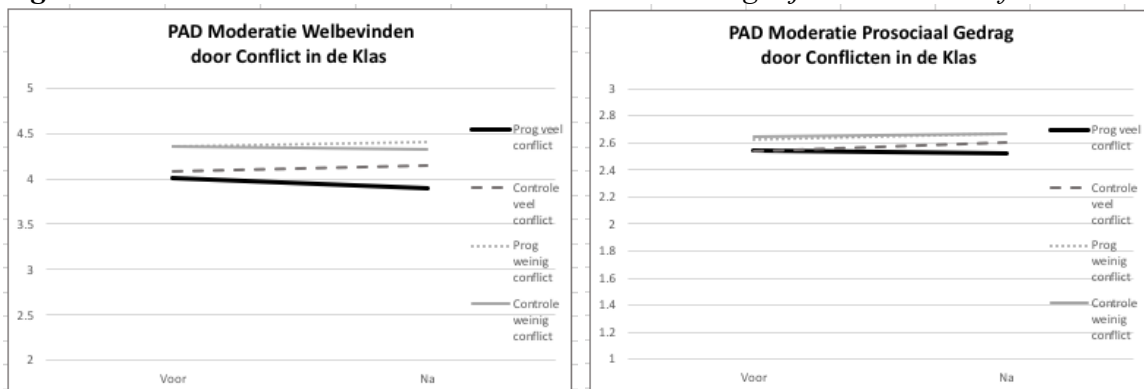 PAD Moderatie Welbevinden
door Conflict in de Klas
5
4.5
4
3.5
3
2.5
2
Voor
Na
Prog veel
conflict
Controle
veel
conflict
Prog
weinig
conflict
Controle
weinig
conflict
PAD Moderatie Prosociaal Gedrag
door Conflicten in de Klas
3
2.8
2.6
2.4
2.2
2
1.8
1.6
1.4
1.2
1
Voor
Na
Prog veel
conflict
Controle
veel
conflict
Prog
weinig
conflict
Controle
weinig
conflict